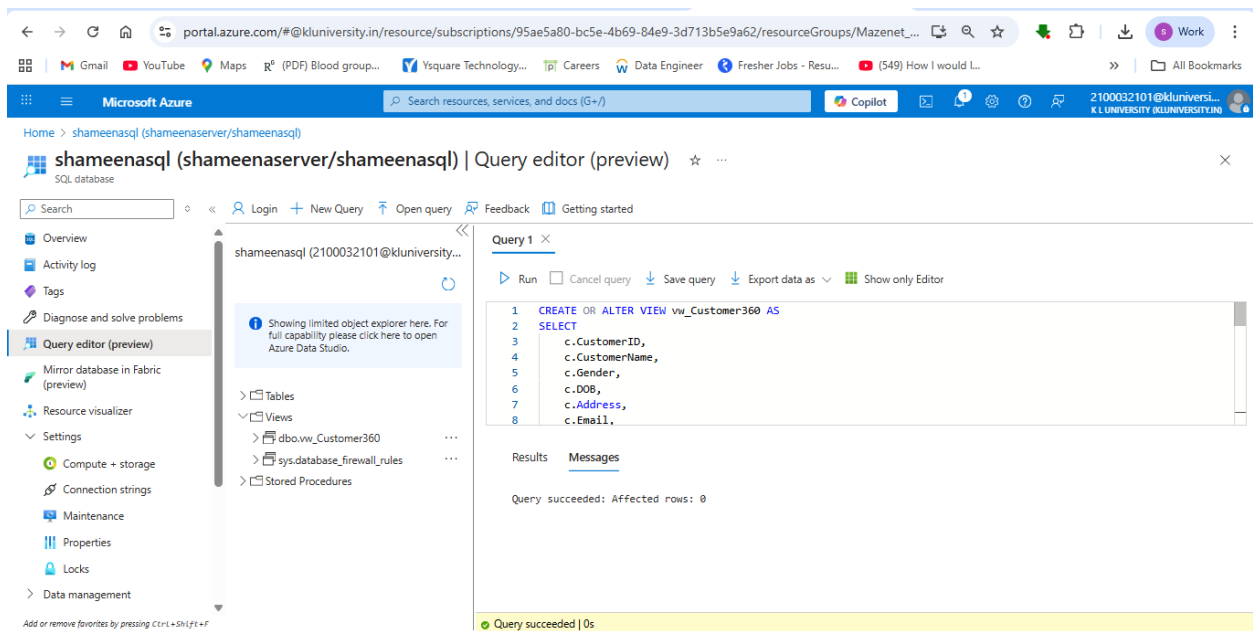 portal.azure.com/#@kluniversity.in/resource/subscriptions/95ae5a80-bc5e-4b69-84e9-3d713b5e9a62/resourceGroups/Mazenet_...
Work
Gmail
YouTube
Maps
R⁶ (PDF) Blood group...
Ysquare Technology...
Careers
Data Engineer
Fresher Jobs - Resu...
(549) How I would l...
All Bookmarks
Microsoft Azure
Search resources, services, and docs (G+/)
Copilot
1
2100032101@kluniversi...
K L UNIVERSITY (KLUNIVERSITY.IN)
Home > shameenasql (shameenaserver/shameenasql)
shameenasql (shameenaserver/shameenasql) | Query editor (preview)
SQL database
Search
Login
New Query
Open query
Feedback
Getting started
Overview
Activity log
Tags
Diagnose and solve problems
Query editor (preview)
Mirror database in Fabric
(preview)
Resource visualizer
Settings
Compute + storage
Connection strings
Maintenance
Properties
Locks
Data management
Add or remove favorites by pressing Ctrl+Shift+F
shameenasql (2100032101@kluniversity...
Showing limited object explorer here. For
full capability please click here to open
Azure Data Studio.
Tables
Views
dbo.vw_Customer360
sys.database_firewall_rules
Stored Procedures
Query 1
Run
Cancel query
Save query
Export data as
Show only Editor
1 CREATE OR ALTER VIEW vw_Customer360 AS
2 SELECT
3 c.CustomerID,
4 c.CustomerName,
5 c.Gender,
6 c.DOB,
7 c.Address,
8 c.Email,
Results
Messages
Query succeeded: Affected rows: 0
Query succeeded | 0s